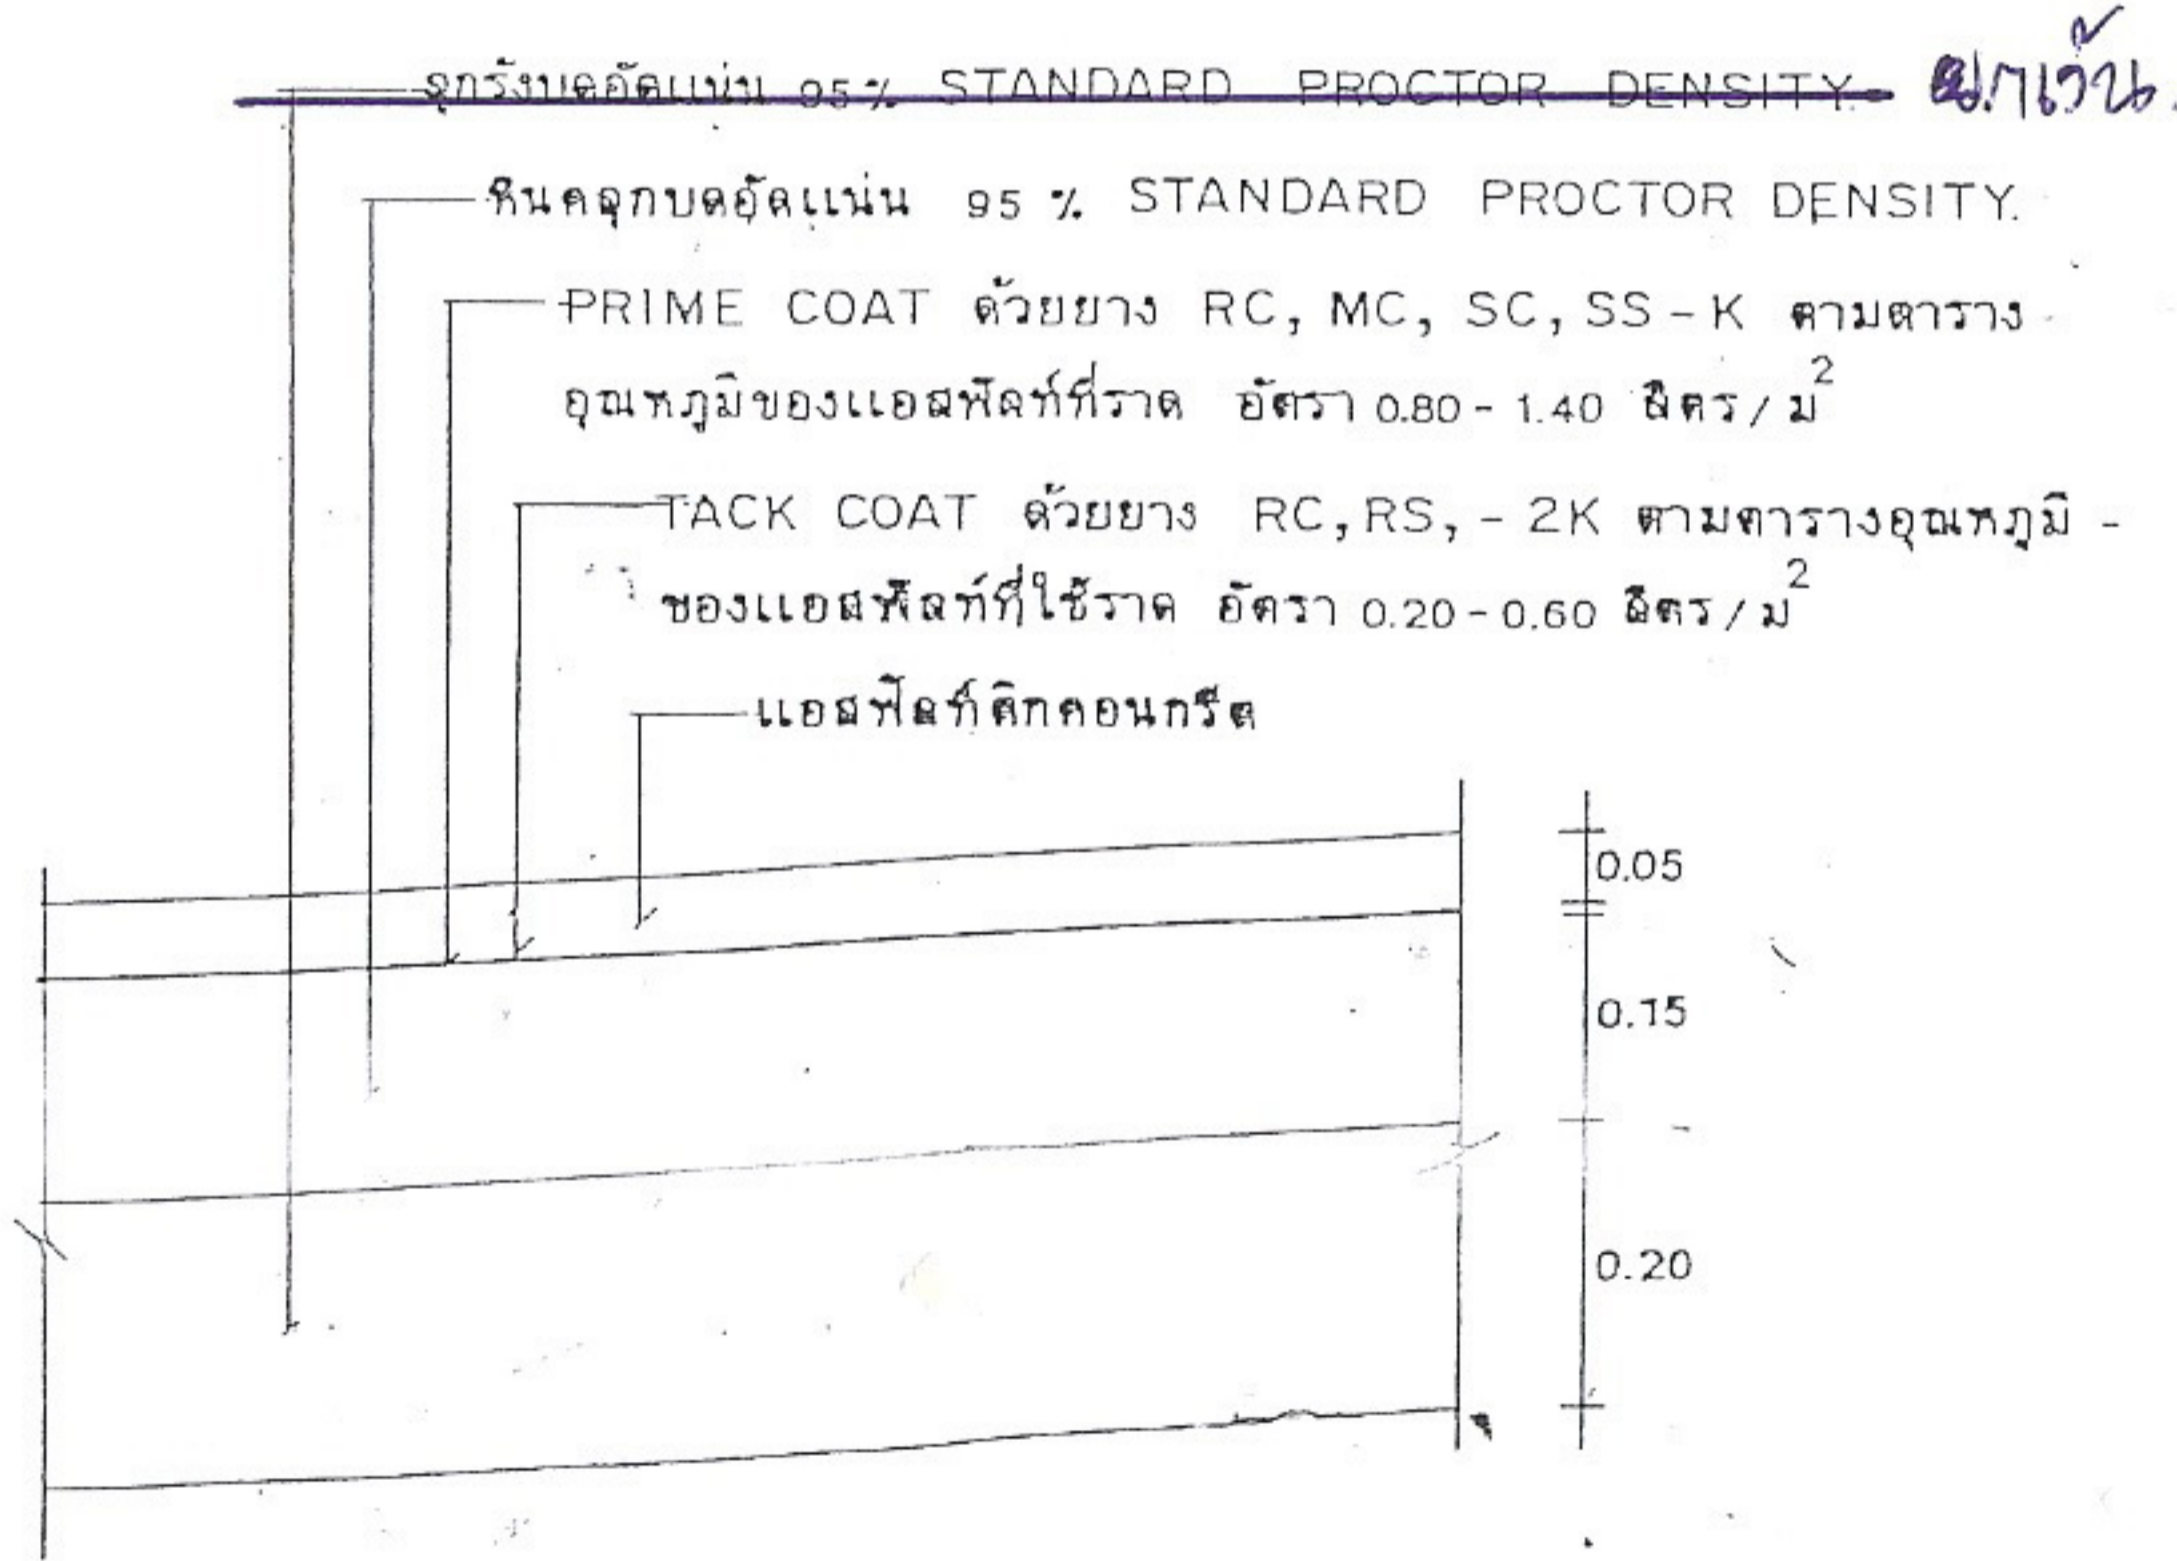 ลูกรังบดอัดแน่น 95% STANDARD PROCTOR DENSITY.
หินคลุกบดอัดแน่น 95 % STANDARD PROCTOR DENSITY.
PRIME COAT ด้วยยาง RC, MC, SC, SS - K ตามตาราง
อุณหภูมิของแอสฟัลท์ที่ราด อัตรา 0.80 - 1.40 ลิตร / ม²
TACK COAT ด้วยยาง RC, RS, - 2K ตามตารางอุณหภูมิ -
ของแอสฟัลท์ที่ใช้ราด อัตรา 0.20 - 0.60 ลิตร / ม²
แอสฟัลท์ติกคอนกรีต
0.05
0.15
0.20